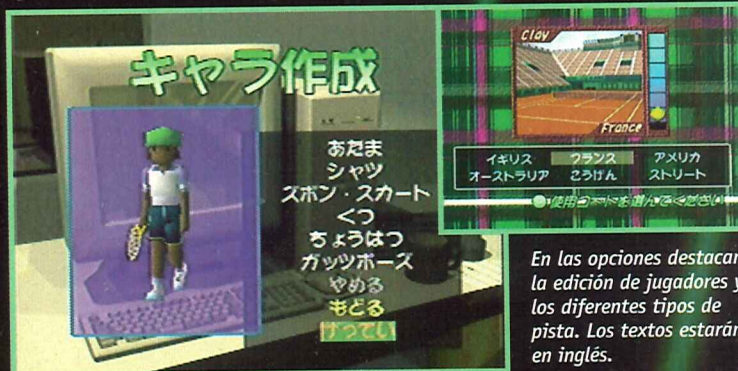 キャラ作成
あたま
シャツ
ズボン・スカート
くつ
ちょうはつ
ガッツポーズ
やめる
もどる
けってい
Clay
France
イギリス フランス アメリカ
オーストラリア こうげん ストリート
使用コートを選んでください
En las opciones destacan
la edición de jugadores y
los diferentes tipos de
pista. Los textos estarán
en inglés.